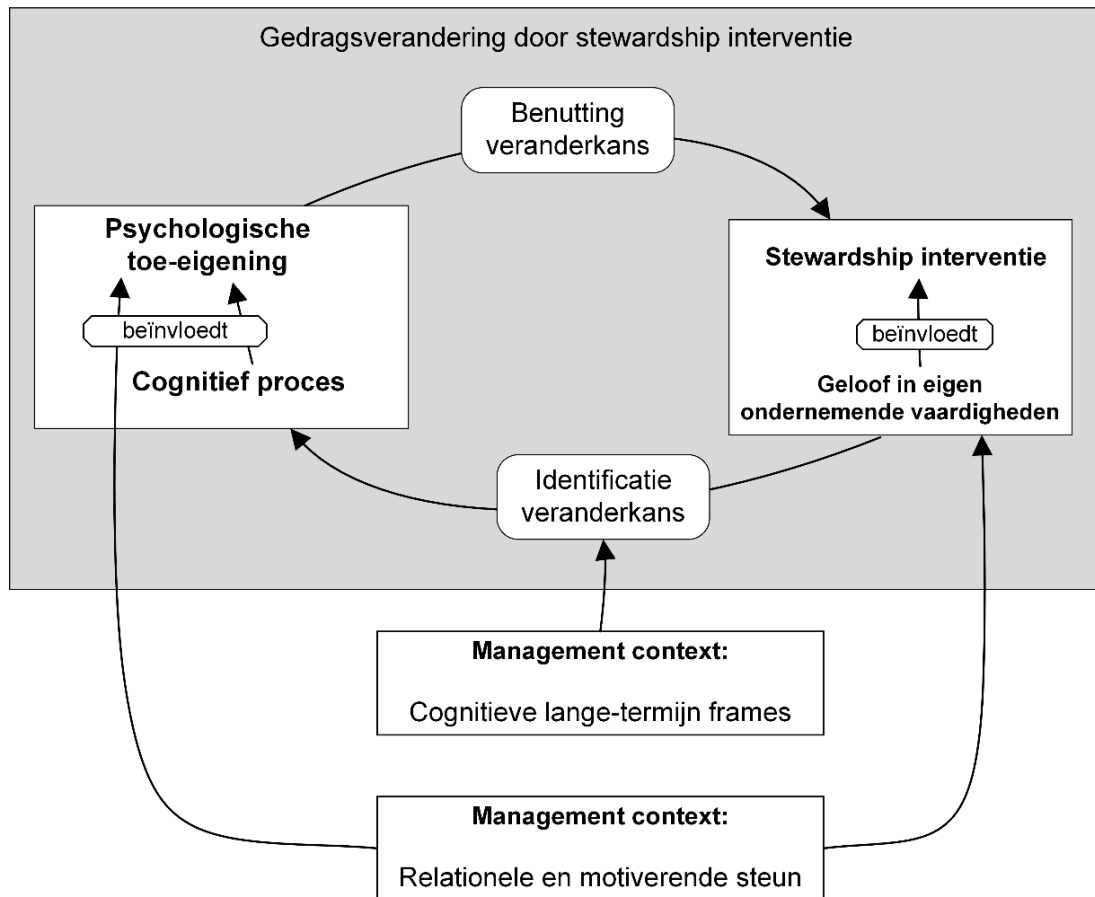 Gedragsverandering door stewardship interventie
Benutting
veranderkans
Psychologische
toe-eigening
beïnvloedt
Cognitief proces
Stewardship interventie
beïnvloedt
Geloof in eigen
ondernemende vaardigheden
Identificatie
veranderkans
Management context:
Cognitieve lange-termijn frames
Management context:
Relationele en motiverende steun